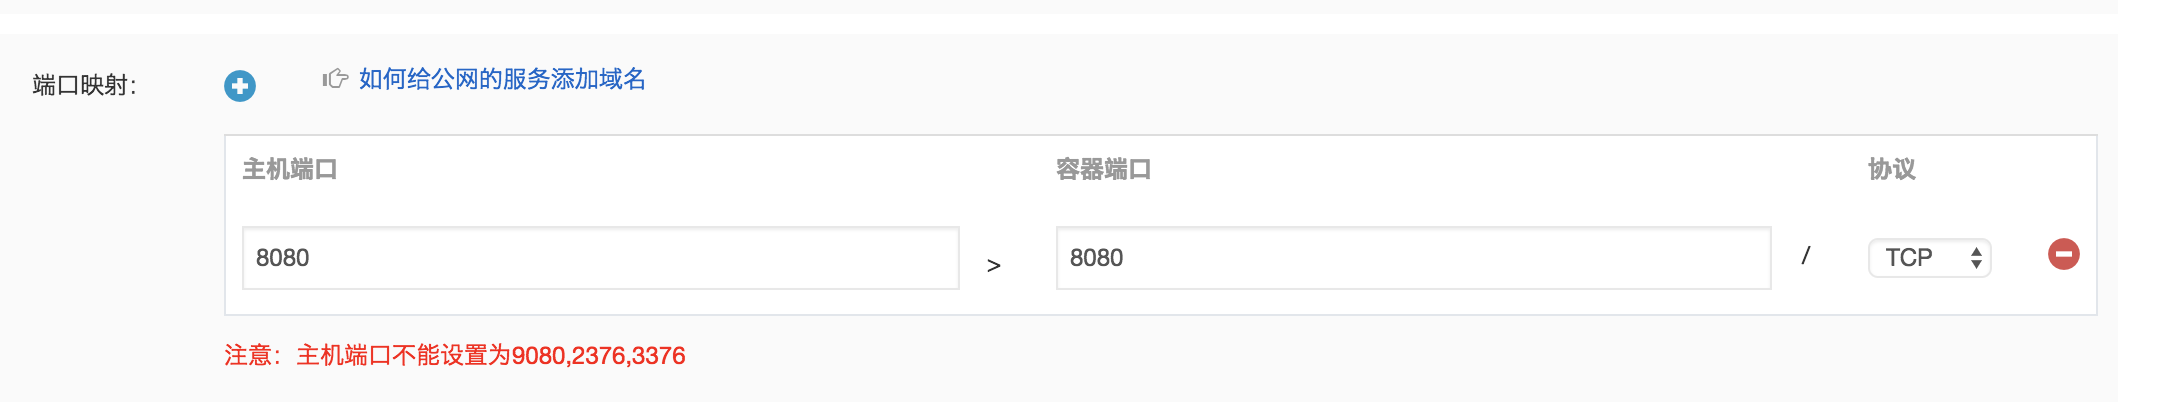 端口映射： 如何给公网的服务添加域名
主机端口 容器端口 协议
8080 > 8080 / TCP
注意：主机端口不能设置为9080,2376,3376